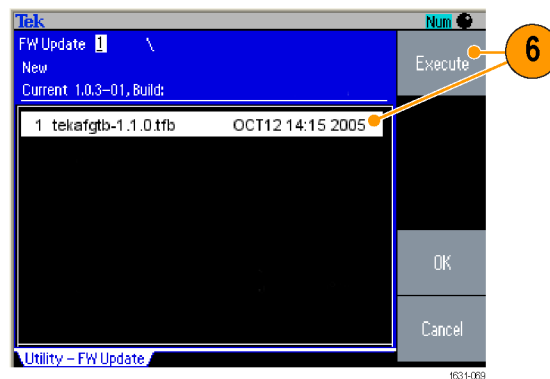 Tek
Num
FW Update 1 \
New
Current 1.0.3-01, Build:
Execute
6
1 tekafgtb-1.1.0.tfb OCT12 14:15 2005
OK
Cancel
Utility - FW Update
1631-069